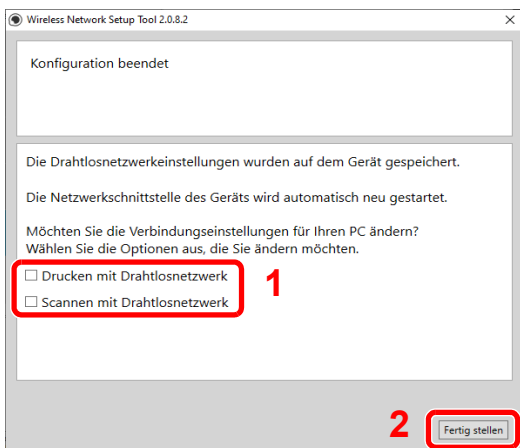 Wireless Network Setup Tool 2.0.8.2
Konfiguration beendet
Die Drahtlosnetzwerkeinstellungen wurden auf dem Gerät gespeichert.
Die Netzwerkschnittstelle des Geräts wird automatisch neu gestartet.
Möchten Sie die Verbindungseinstellungen für Ihren PC ändern?
Wählen Sie die Optionen aus, die Sie ändern möchten.
Drucken mit Drahtlosnetzwerk
1
Scannen mit Drahtlosnetzwerk
2
Fertig stellen